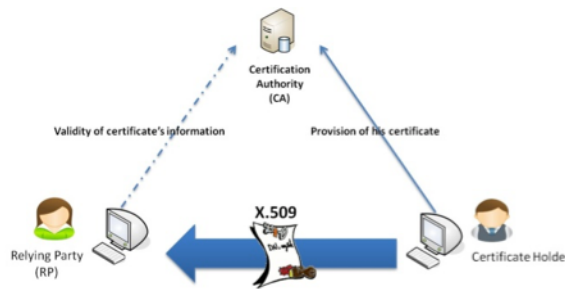 Certification
Authority
(CA)
Validity of certificate's information
Provision of his certificate
X.509
Relying Party
(RP)
Certificate Holde